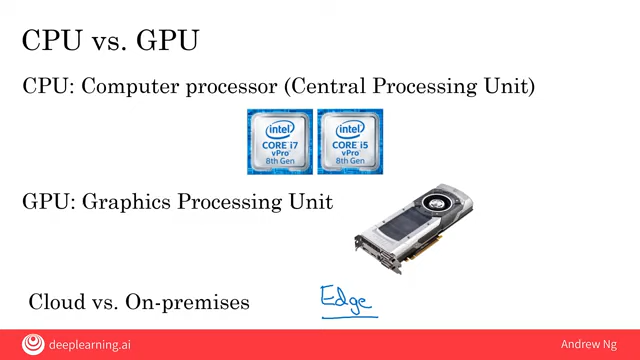 CPU vs. GPU
CPU: Computer processor (Central Processing Unit)
intel
CORE i7
vPro
8th Gen
intel
CORE i5
vPro
8th Gen
GPU: Graphics Processing Unit
Cloud vs. On-premises
Edge
deeplearning.ai
Andrew Ng